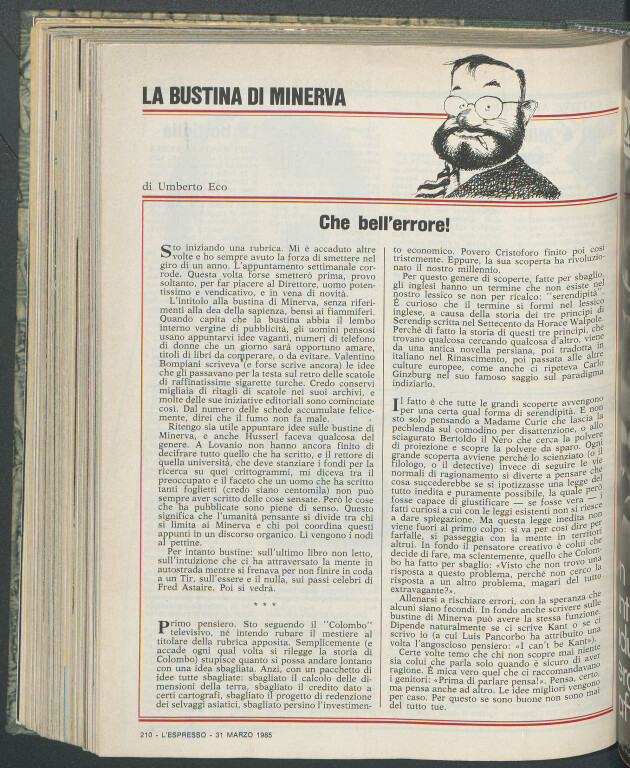 LA BUSTINA DI MINERVA
di Umberto Eco
Che bell'errore!
Sto iniziando una rubrica. Mi è accaduto altre
volte e ho sempre avuto la forza di smettere nel
giro di un anno. L'appuntamento settimanale cor-
rode. Questa volta forse smetterò prima, provo
soltanto, per far piacere al Direttore, uomo poten-
tissimo e vendicativo, e in vena di novità.
L'intitolo alla bustina di Minerva, senza riferi-
menti alla dea della sapienza, bensì ai fiammiferi.
Quando capita che la bustina abbia il lembo
interno vergine di pubblicità, gli uomini pensosi
usano appuntarvi idee vaganti, numeri di telefono
di donne che un giorno sarà opportuno amare,
titoli di libri da comperare, o da evitare. Valentino
Bompiani scriveva (e forse scrive ancora) le idee
che gli passavano per la testa sul retro delle scatole
di raffinatissime sigarette turche. Credo conservi
migliaia di ritagli di scatole nei suoi archivi, e
molte delle sue iniziative editoriali sono cominciate
così. Dal numero delle schede accumulate felice-
mente, direi che il fumo non fa male.
Ritengo sia utile appuntare idee sulle bustine di
Minerva, e anche Husserl faceva qualcosa del
genere. A Lovanio non hanno ancora finito di
decifrare tutto quello che ha scritto, e il rettore di
quella università, che deve stanziare i fondi per la
ricerca su quei crittogrammi, mi diceva tra il
preoccupato e il faceto che un uomo che ha scritto
tanti foglietti (credo siano centomila) non può
sempre aver scritto delle cose sensate. Però le cose
che ha pubblicate sono piene di senso. Questo
significa che l'umanità pensante si divide tra chi
si limita ai Minerva e chi poi coordina questi
appunti in un discorso organico. Lì vengono i nodi
al pettine.
Per intanto bustine: sull'ultimo libro non letto,
sull'intuizione che ci ha attraversato la mente in
autostrada mentre si frenava per non finire in coda
a un Tir, sull'essere e il nulla, sui passi celebri di
Fred Astaire. Poi si vedrà.
* * *
Primo pensiero. Sto seguendo il "Colombo"
televisivo, né intendo rubare il mestiere al
titolare della rubrica apposita. Semplicemente (e
accade ogni qual volta si rilegge la storia di
Colombo) stupisce quanto si possa andare lontano
con una idea sbagliata. Anzi, con un pacchetto di
idee tutte sbagliate: sbagliato il calcolo delle di-
mensioni della terra, sbagliato il credito dato a
certi cartografi, sbagliato il progetto di redenzione
dei selvaggi asiatici, sbagliato persino l'investimen-
to economico. Povero Cristoforo finito poi così
tristemente. Eppure, la sua scoperta ha rivoluzio-
nato il nostro millennio.
Per questo genere di scoperte, fatte per sbaglio,
gli inglesi hanno un termine che non esiste nel
nostro lessico se non per ricalco: "serendipità".
È curioso che il termine si formi nel lessico
inglese, a causa della storia dei tre principi di
Serendip scritta nel Settecento da Horace Walpole.
Perché di fatto la storia di questi tre principi, che
trovano qualcosa cercando qualcosa d'altro, viene
da una antica novella persiana, poi tradotta in
italiano nel Rinascimento, poi passata alle altre
culture europee, come anche ci ripeteva Carlo
Ginzburg nel suo famoso saggio sul paradigma
indiziario.
Il fatto è che tutte le grandi scoperte avvengono
per una certa qual forma di serendipità. E non
sto solo pensando a Madame Curie che lascia la
pecblenda sul comodino per disattenzione, o allo
sciagurato Bertoldo il Nero che cerca la polvere
di proiezione e scopre la polvere da sparo. Ogni
grande scoperta avviene perché lo scienziato (o il
filologo, o il detective) invece di seguire le vie
normali di ragionamento si diverte a pensare che
cosa succederebbe se si ipotizzasse una legge del
tutto inedita e puramente possibile, la quale però
fosse capace di giustificare — se fosse vera — i
fatti curiosi a cui con le leggi esistenti non si riesce
a dare spiegazione. Ma questa legge inedita non
viene fuori al primo colpo: si va per così dire per
farfalle, si passeggia con la mente in territori
altrui. In fondo il pensatore creativo è colui che
decide di fare, ma scientemente, quello che Colom-
bo ha fatto per sbaglio: «Visto che non trovo una
risposta a questo problema, perché non cerco la
risposta a un altro problema, magari del tutto
extravagante?».
Allenarsi a rischiare errori, con la speranza che
alcuni siano fecondi. In fondo anche scrivere sulle
bustine di Minerva può avere la stessa funzione.
Dipende naturalmente se ci scrive Kant o se ci
scrivo io (a cui Luis Pancorbo ha attribuito una
volta l'angoscioso pensiero: «I can't be Kant»).
Certe volte temo che chi non scopre mai niente
sia colui che parla solo quando è sicuro di aver
ragione. È mica vero quel che ci raccomandavano
i genitori: «Prima di parlare pensa!». Pensa, certo,
ma pensa anche ad altro. Le idee migliori vengono
per caso. Per questo se sono buone non sono mai
del tutto tue.
210 - L'ESPRESSO - 31 MARZO 1985